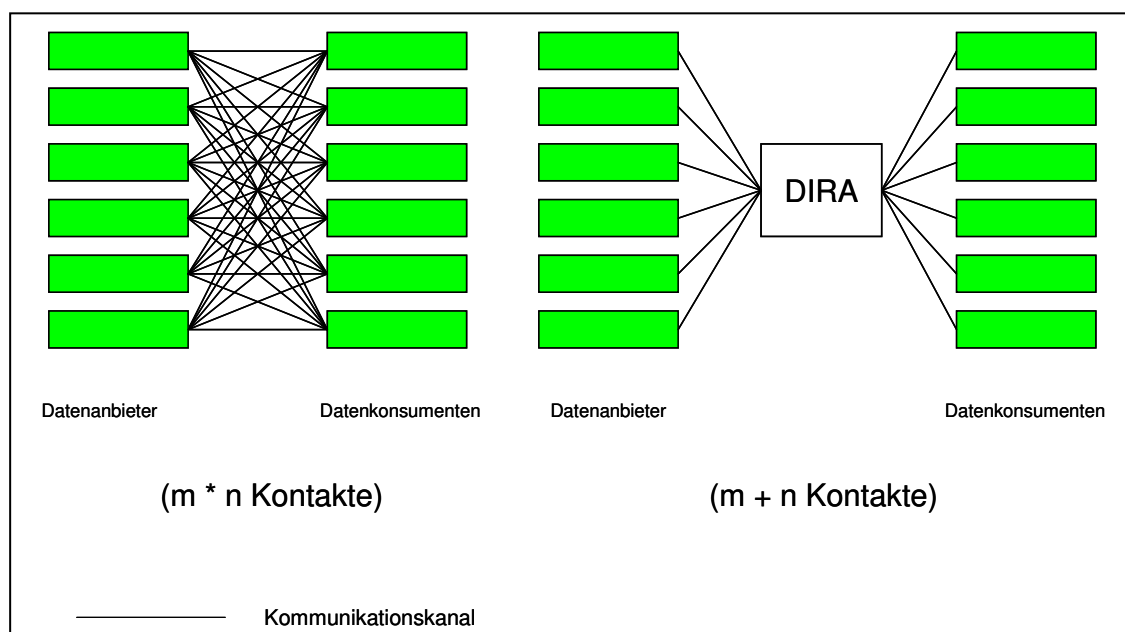 DIRA
Datenanbieter
Datenkonsumenten
Datenanbieter
Datenkonsumenten
(m * n Kontakte)
(m + n Kontakte)
Kommunikationskanal